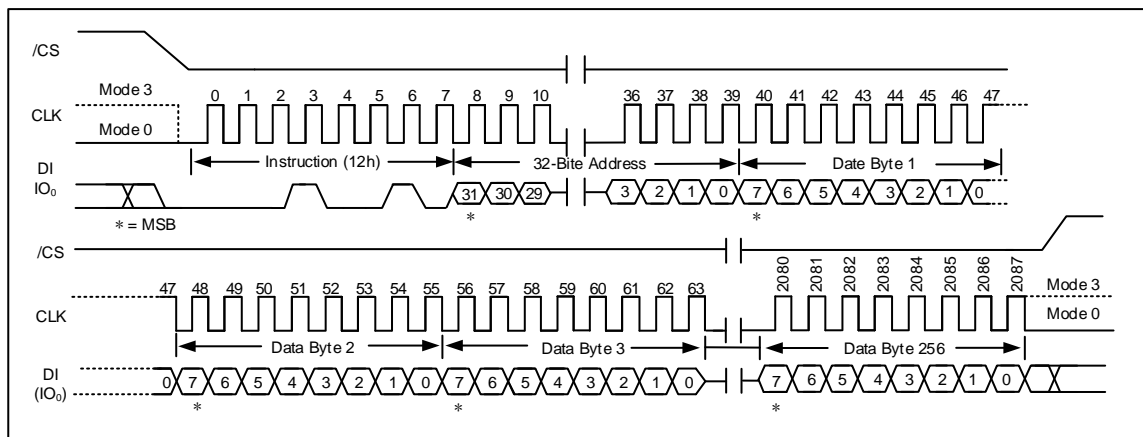 /CS
Mode 3
0 1 2 3 4 5 6 7 8 9 10 36 37 38 39 40 41 42 43 44 45 46 47
CLK
Mode 0
Instruction (12h) 32-Bite Address Date Byte 1
DI
IO₀
31 30 29 3 2 1 0 7 6 5 4 3 2 1 0
* *
* = MSB
/CS
47 48 49 50 51 52 53 54 55 56 57 58 59 60 61 62 63 2080 2081 2082 2083 2084 2085 2086 2087
Mode 3
CLK
Mode 0
Data Byte 2 Data Byte 3 Data Byte 256
DI
(IO₀)
0 7 6 5 4 3 2 1 0 7 6 5 4 3 2 1 0 7 6 5 4 3 2 1 0
* * *